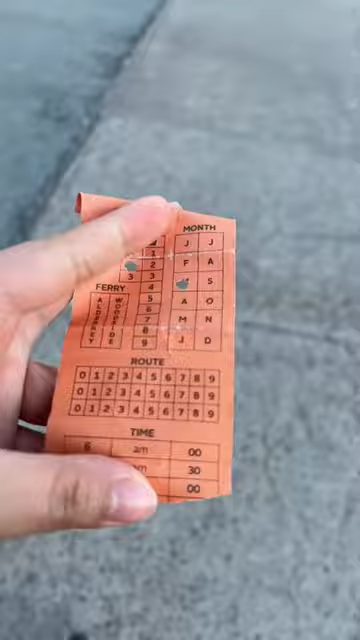 MONTH
1 J J
2 F A
3 3 S
4 A O
FERRY
ALDERNEY WOODSIDE
5 M N
6 J D
7
8
9
ROUTE
0 1 2 3 4 5 6 7 8 9
0 1 2 3 4 5 6 7 8 9
0 1 2 3 4 5 6 7 8 9
TIME
6 am 00
30
00